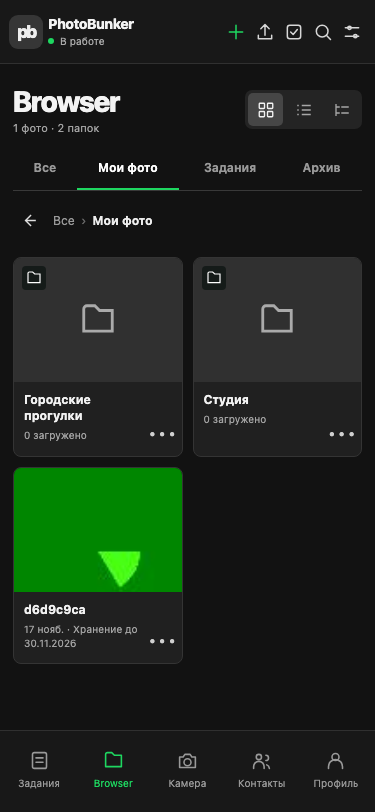 pb
PhotoBunker
В работе
Browser
1 фото · 2 папок
Все
Мои фото
Задания
Архив
Все › Мои фото
Городские
прогулки
0 загружено
Студия
0 загружено
d6d9c9ca
17 нояб. · Хранение до
30.11.2026
Задания
Browser
Камера
Контакты
Профиль